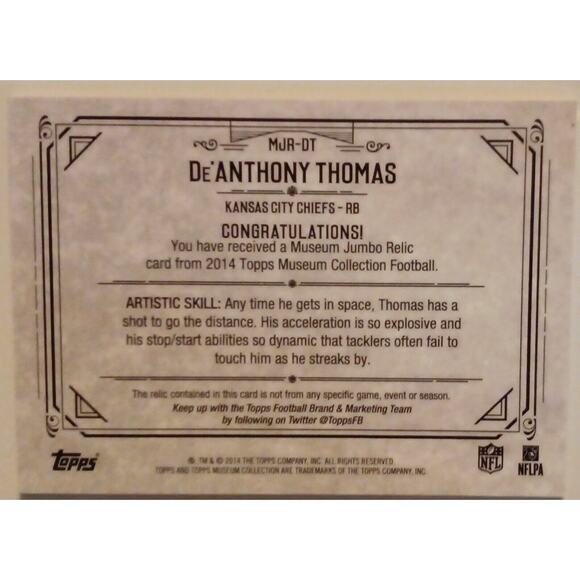 MJR-DT
DE'ANTHONY THOMAS
KANSAS CITY CHIEFS - RB
CONGRATULATIONS!
You have received a Museum Jumbo Relic
card from 2014 Topps Museum Collection Football.
ARTISTIC SKILL: Any time he gets in space, Thomas has a
shot to go the distance. His acceleration is so explosive and
his stop/start abilities so dynamic that tacklers often fail to
touch him as he streaks by.
The relic contained in this card is not from any specific game, event or season.
Keep up with the Topps Football Brand & Marketing Team
by following on Twitter @ToppsFB
topps
®, TM & © 2014 THE TOPPS COMPANY, INC. ALL RIGHTS RESERVED.
TOPPS AND TOPPS MUSEUM COLLECTION ARE TRADEMARKS OF THE TOPPS COMPANY, INC.
NFL
NFLPA